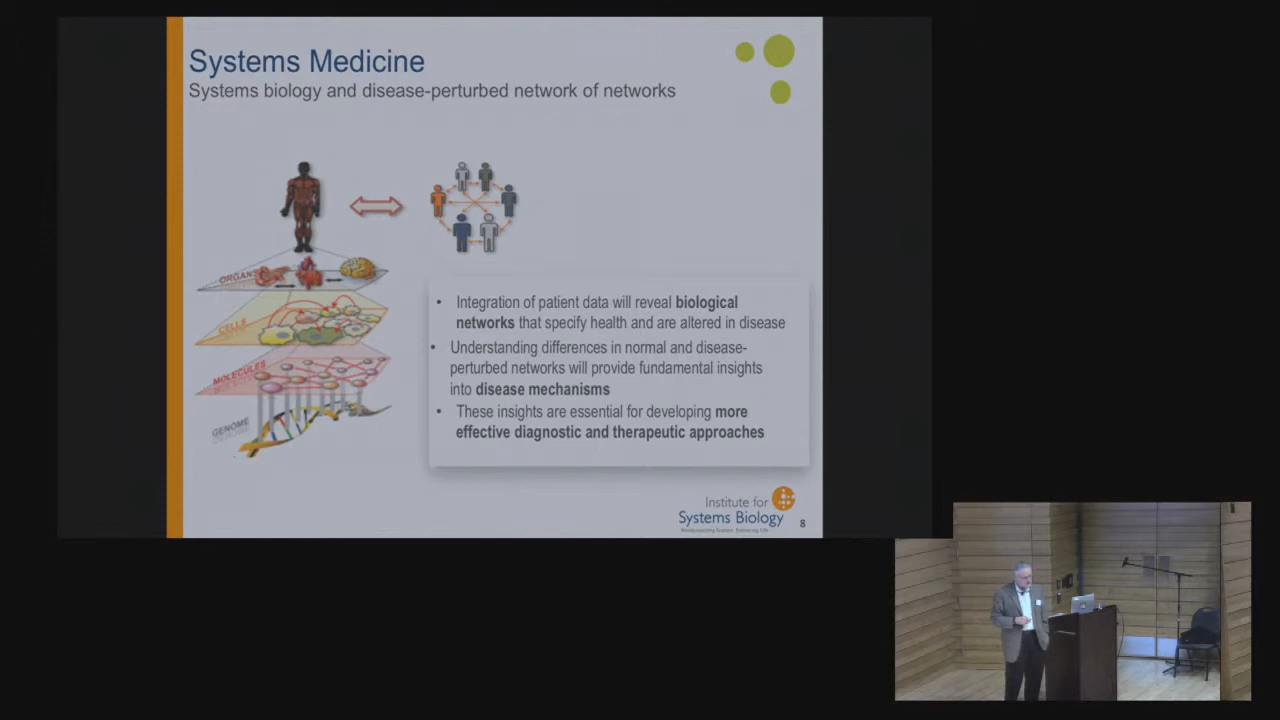 Systems Medicine
Systems biology and disease-perturbed network of networks
ORGANS
CELLS
MOLECULES
GENOME
• Integration of patient data will reveal biological
networks that specify health and are altered in disease
• Understanding differences in normal and disease-
perturbed networks will provide fundamental insights
into disease mechanisms
• These insights are essential for developing more
effective diagnostic and therapeutic approaches
Institute for
Systems Biology
8